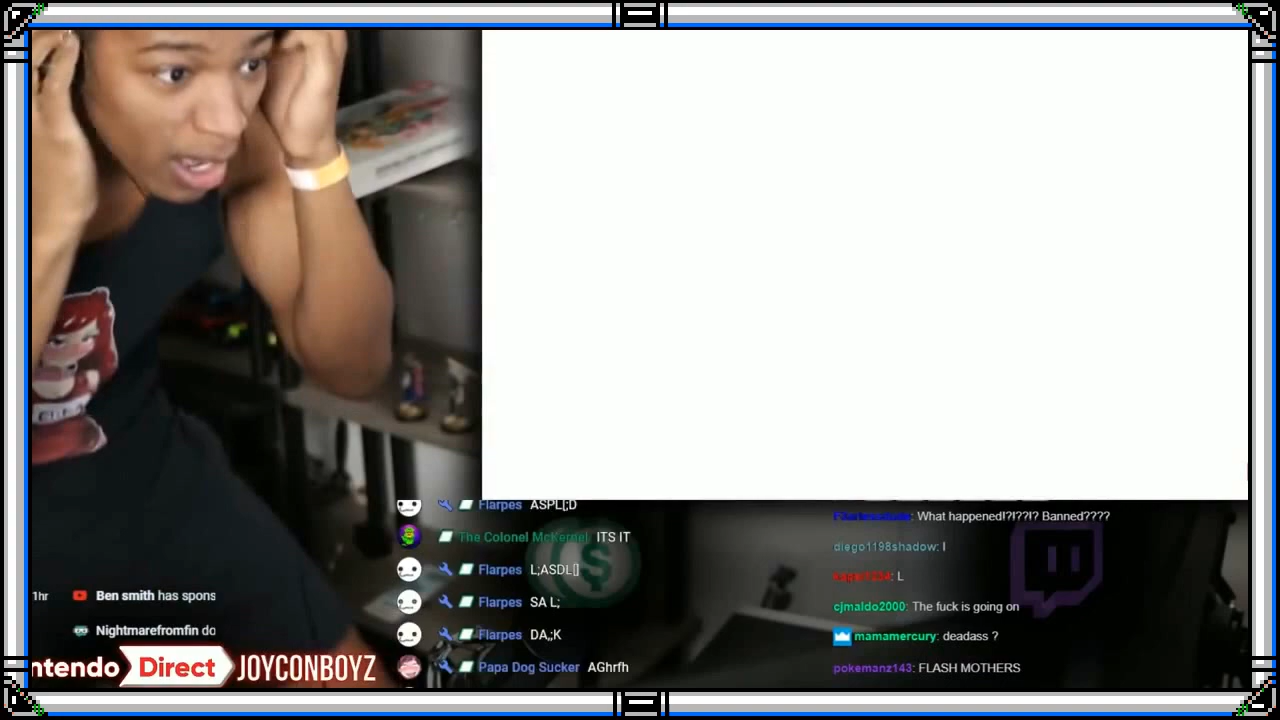 Flarpes ASPL[;D
The Colonel McKernel ITS IT
Flarpes L;ASDL[]
Flarpes SA L;
Flarpes DA,;K
Papa Dog Sucker AGhrfh
What happened!?!??!? Banned????
diego1198shadow: l
L
cjmaldo2000: The fuck is going on
mamamercury: deadass ?
pokemanz143: FLASH MOTHERS
1hr Ben smith has spons
Nightmarefromfin do
ntendo Direct JOYCONBOYZ